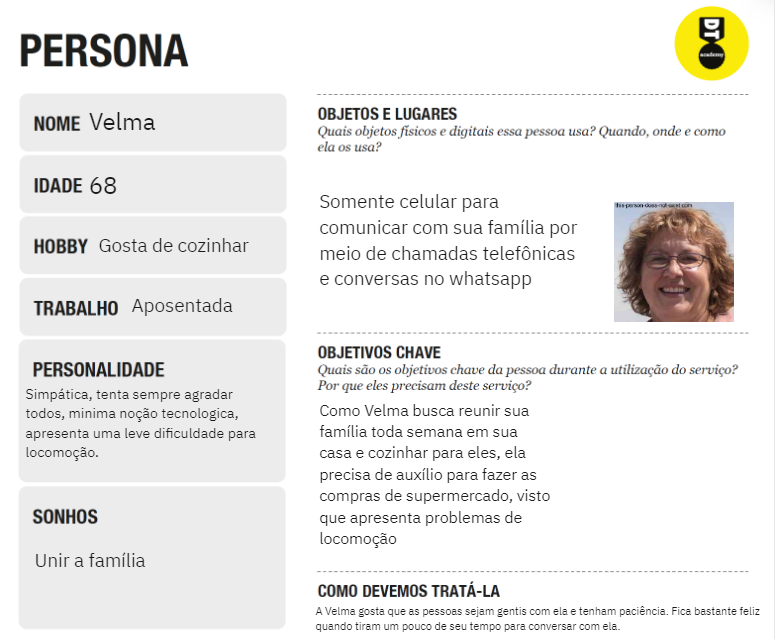 PERSONA
DT
academy
NOME Velma
IDADE 68
HOBBY Gosta de cozinhar
TRABALHO Aposentada
PERSONALIDADE
Simpática, tenta sempre agradar
todos, minima noção tecnologica,
apresenta uma leve dificuldade para
locomoção.
SONHOS
Unir a família
OBJETOS E LUGARES
Quais objetos físicos e digitais essa pessoa usa? Quando, onde e como
ela os usa?
Somente celular para
comunicar com sua família por
meio de chamadas telefônicas
e conversas no whatsapp
this-person-does-not-exist.com
OBJETIVOS CHAVE
Quais são os objetivos chave da pessoa durante a utilização do serviço?
Por que eles precisam deste serviço?
Como Velma busca reunir sua
família toda semana em sua
casa e cozinhar para eles, ela
precisa de auxílio para fazer as
compras de supermercado, visto
que apresenta problemas de
locomoção
COMO DEVEMOS TRATÁ-LA
A Velma gosta que as pessoas sejam gentis com ela e tenham paciência. Fica bastante feliz
quando tiram um pouco de seu tempo para conversar com ela.